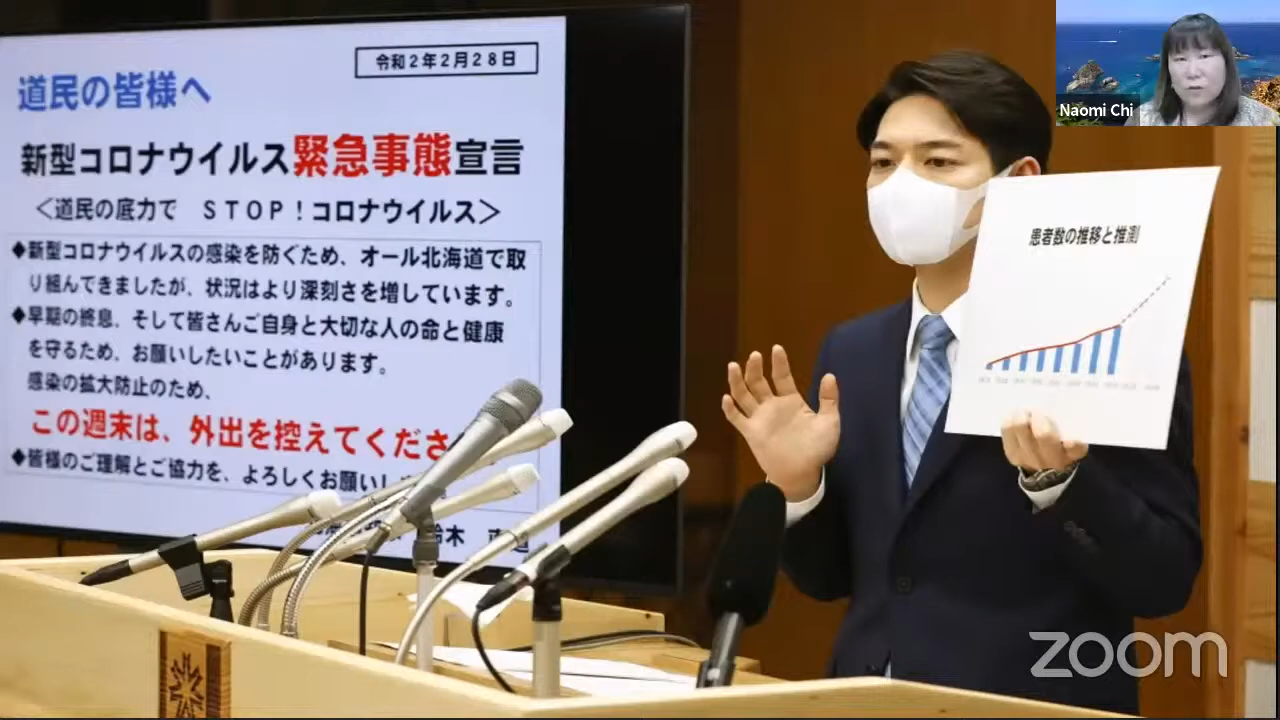 令和2年2月28日
道民の皆様へ
新型コロナウイルス緊急事態宣言
＜道民の底力で　STOP！コロナウイルス＞
◆新型コロナウイルスの感染を防ぐため、オール北海道で取
り組んできましたが、状況はより深刻さを増しています。
◆早期の終息、そして皆さんご自身と大切な人の命と健康
を守るため、お願いしたいことがあります。
感染の拡大防止のため、
この週末は、外出を控えてくださ
◆皆様のご理解とご協力を、よろしくお願いし
鈴木 直道
患者数の推移と推測
Naomi Chi
zoom